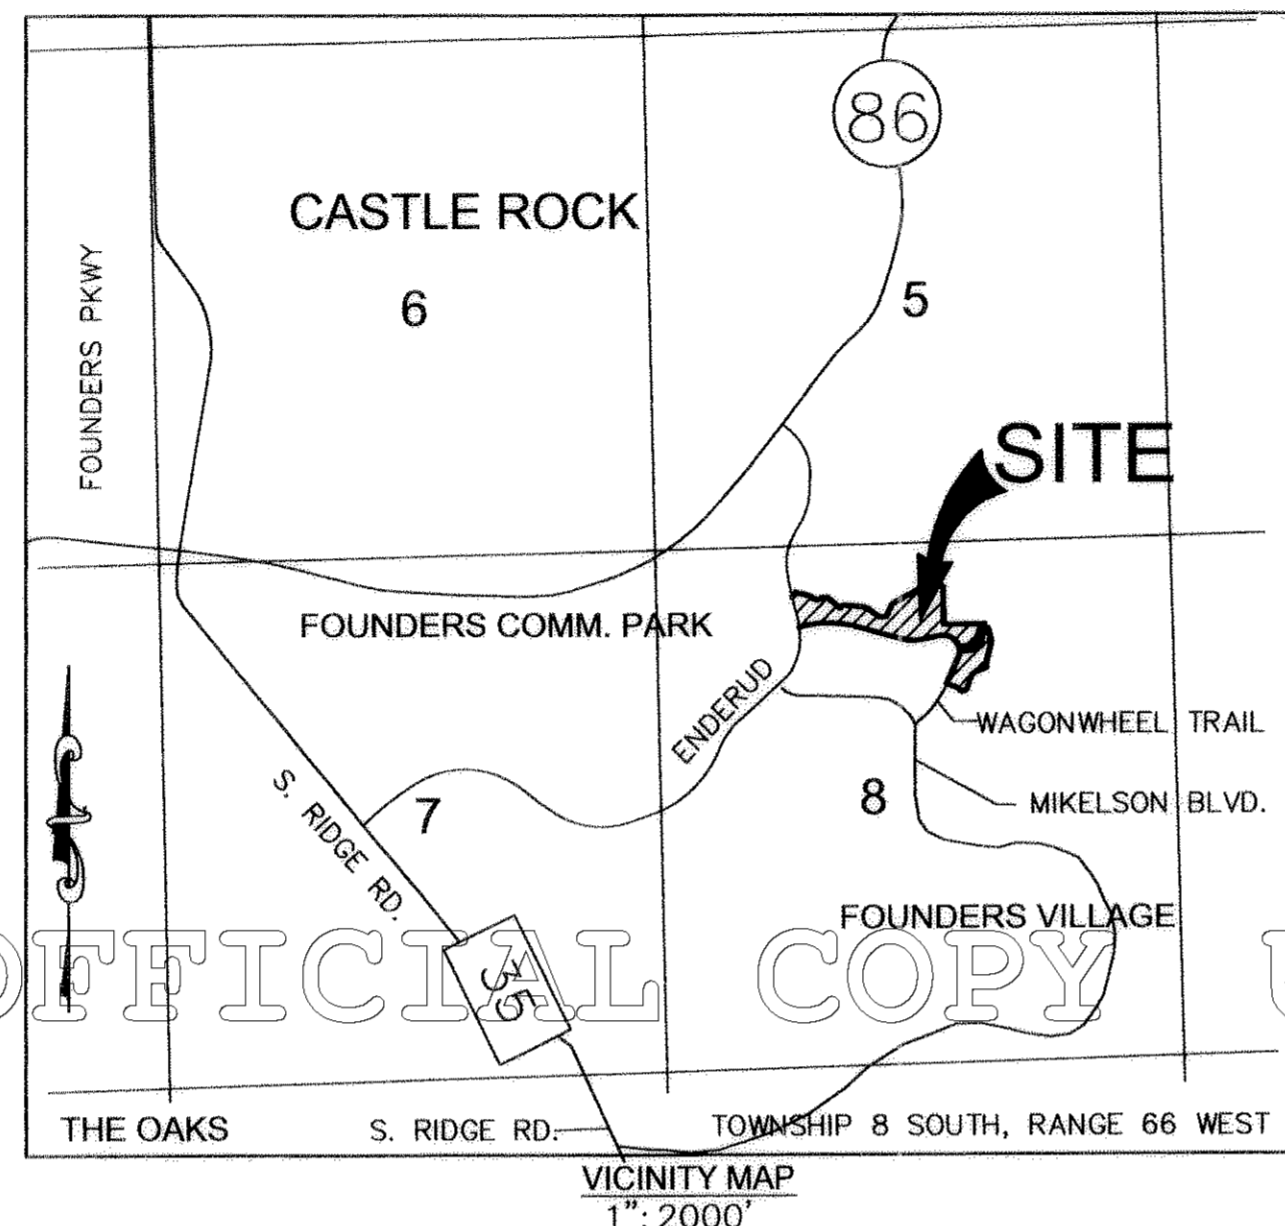 86
CASTLE ROCK
FOUNDERS PKWY
6
5
SITE
FOUNDERS COMM. PARK
ENDERUD
WAGONWHEEL TRAIL
S. RIDGE RD.
7
8
MIKELSON BLVD.
FOUNDERS VILLAGE
OFFICIAL COPY U
35
THE OAKS
S. RIDGE RD.
TOWNSHIP 8 SOUTH, RANGE 66 WEST
VICINITY MAP
1": 2000'